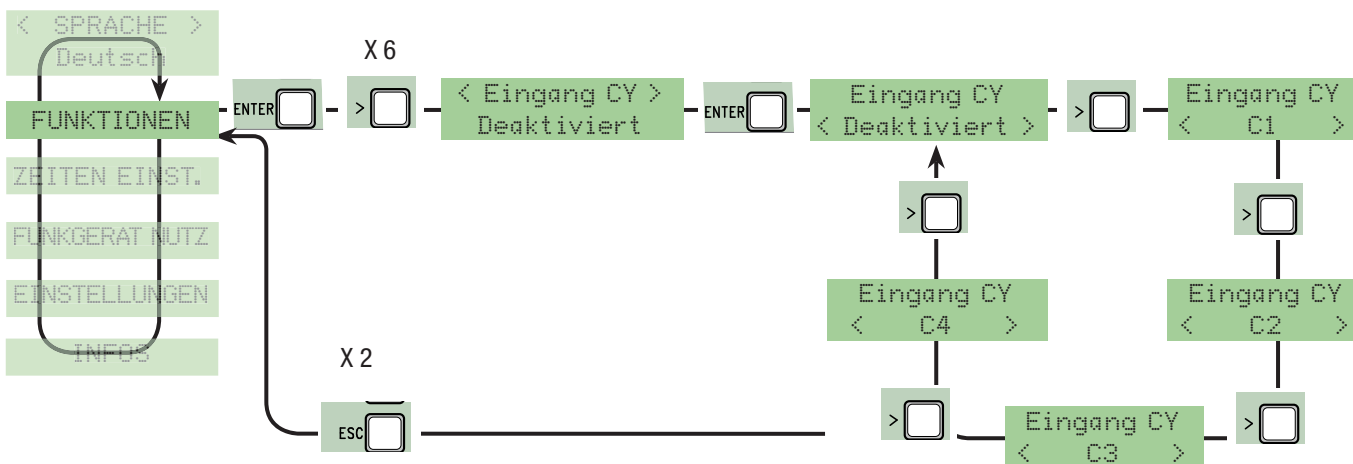 < SPRACHE >
Deutsch
FUNKTIONEN
ZEITEN EINST.
FUNKGERAT NUTZ
EINSTELLUNGEN
INFOS
ENTER
X 6
>
< Eingang CY >
Deaktiviert
ENTER
Eingang CY
< Deaktiviert >
>
Eingang CY
< C1 >
>
Eingang CY
< C2 >
>
Eingang CY
< C3 >
>
Eingang CY
< C4 >
>
X 2
ESC